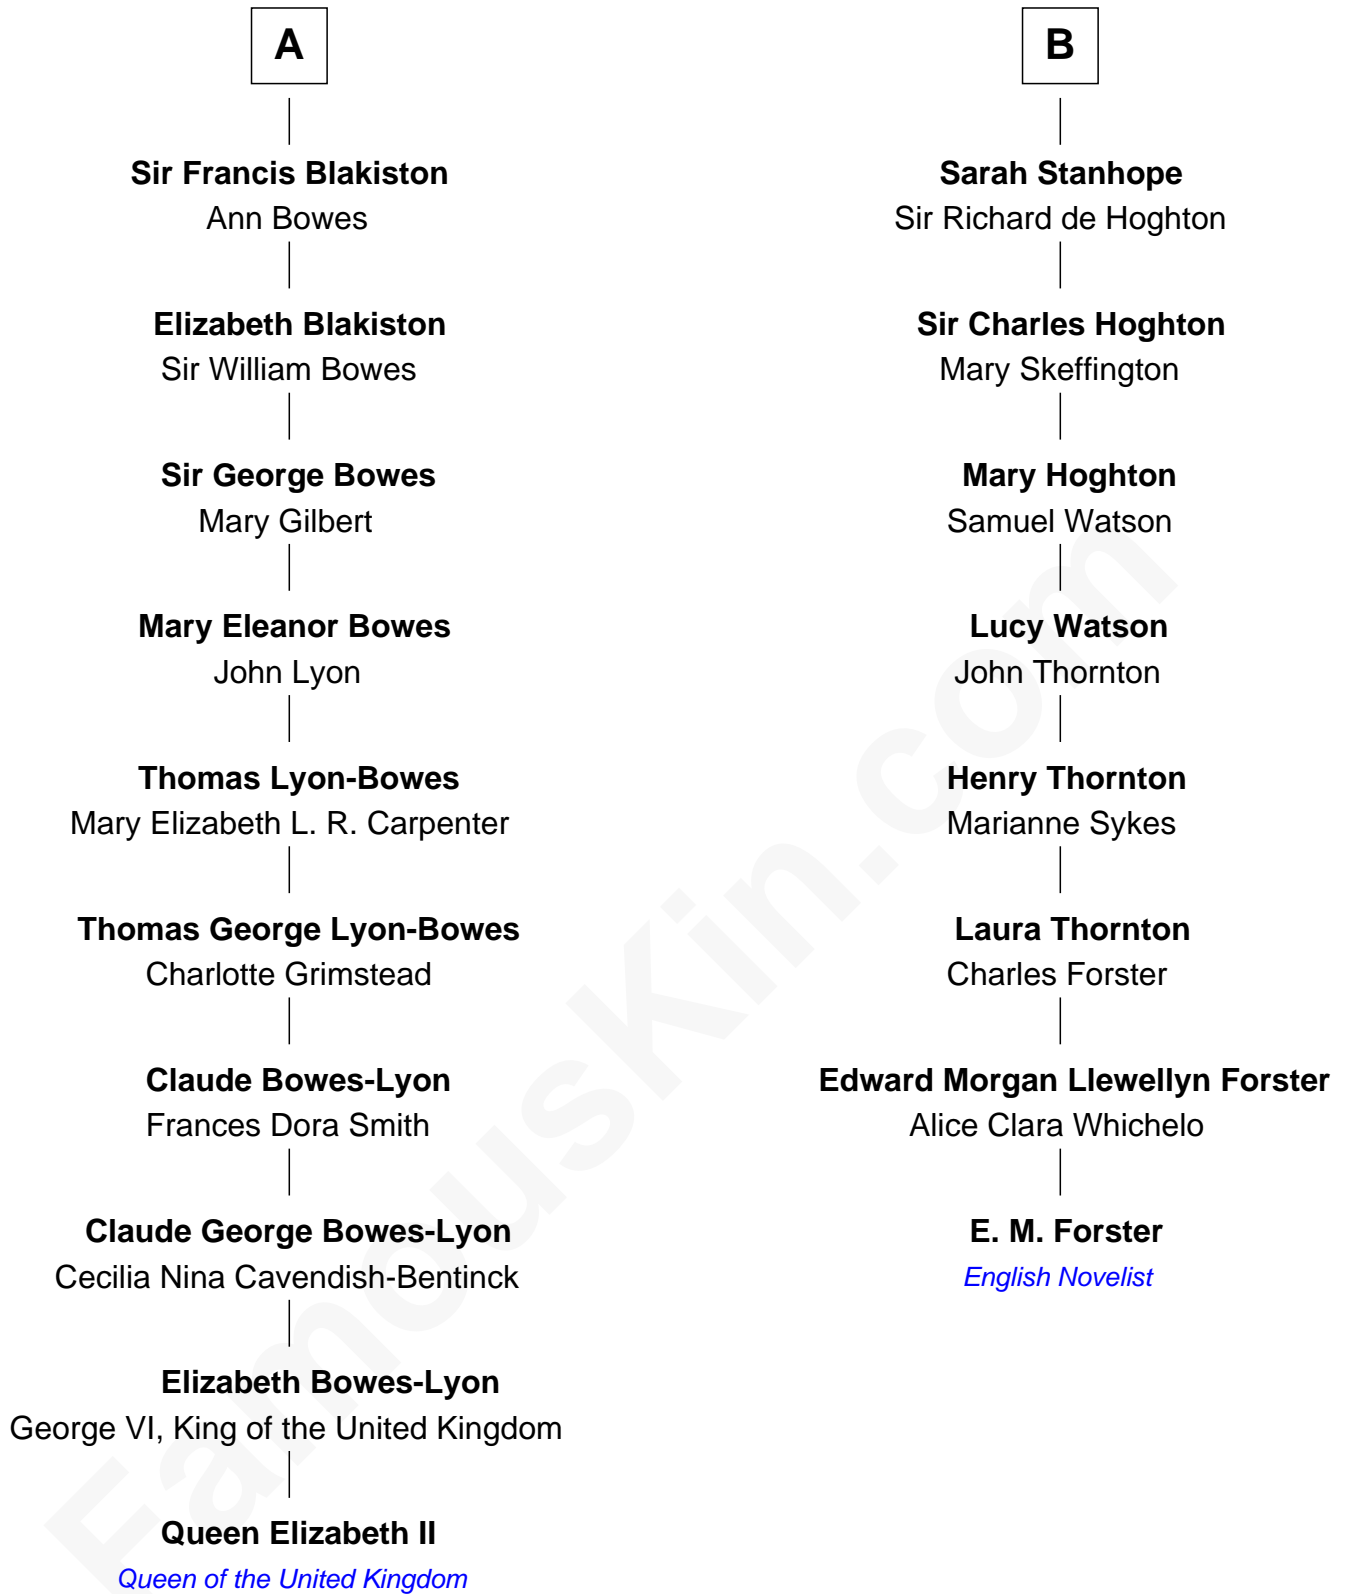 A
Sir Francis Blakiston
Ann Bowes
Elizabeth Blakiston
Sir William Bowes
Sir George Bowes
Mary Gilbert
Mary Eleanor Bowes
John Lyon
Thomas Lyon-Bowes
Mary Elizabeth L. R. Carpenter
Thomas George Lyon-Bowes
Charlotte Grimstead
Claude Bowes-Lyon
Frances Dora Smith
Claude George Bowes-Lyon
Cecilia Nina Cavendish-Bentinck
Elizabeth Bowes-Lyon
George VI, King of the United Kingdom
Queen Elizabeth II
Queen of the United Kingdom
B
Sarah Stanhope
Sir Richard de Hoghton
Sir Charles Hoghton
Mary Skeffington
Mary Hoghton
Samuel Watson
Lucy Watson
John Thornton
Henry Thornton
Marianne Sykes
Laura Thornton
Charles Forster
Edward Morgan Llewellyn Forster
Alice Clara Whichelo
E. M. Forster
English Novelist
FamousKin.com